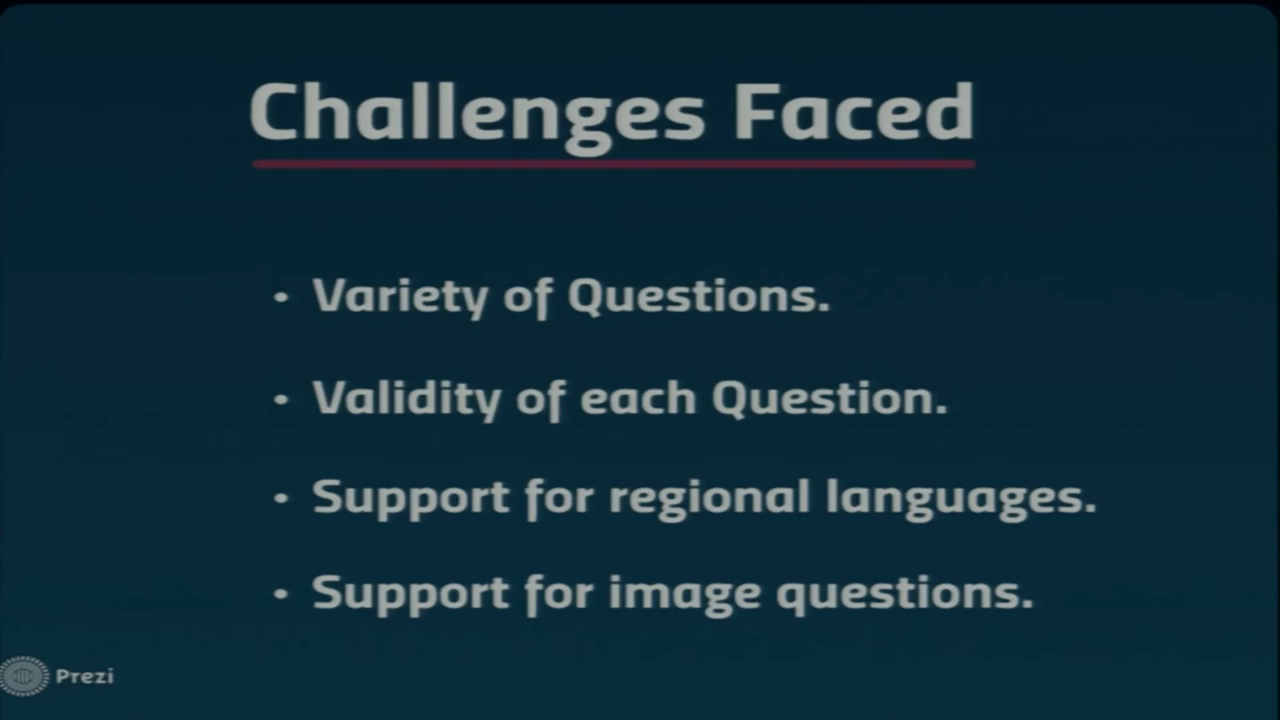 Challenges Faced
• Variety of Questions.
• Validity of each Question.
• Support for regional languages.
• Support for image questions.
Prezi